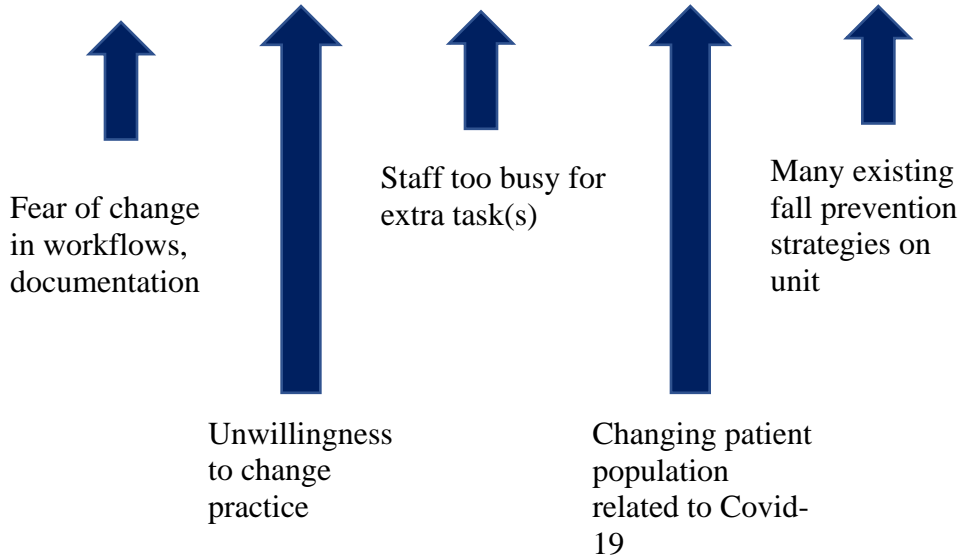 Fear of change
in workflows,
documentation
Unwillingness
to change
practice
Staff too busy for
extra task(s)
Changing patient
population
related to Covid-
19
Many existing
fall prevention
strategies on
unit